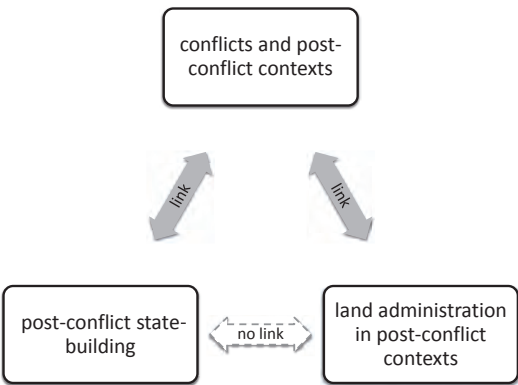 conflicts and post-
conflict contexts
link
link
post-conflict state-
building
no link
land administration
in post-conflict
contexts